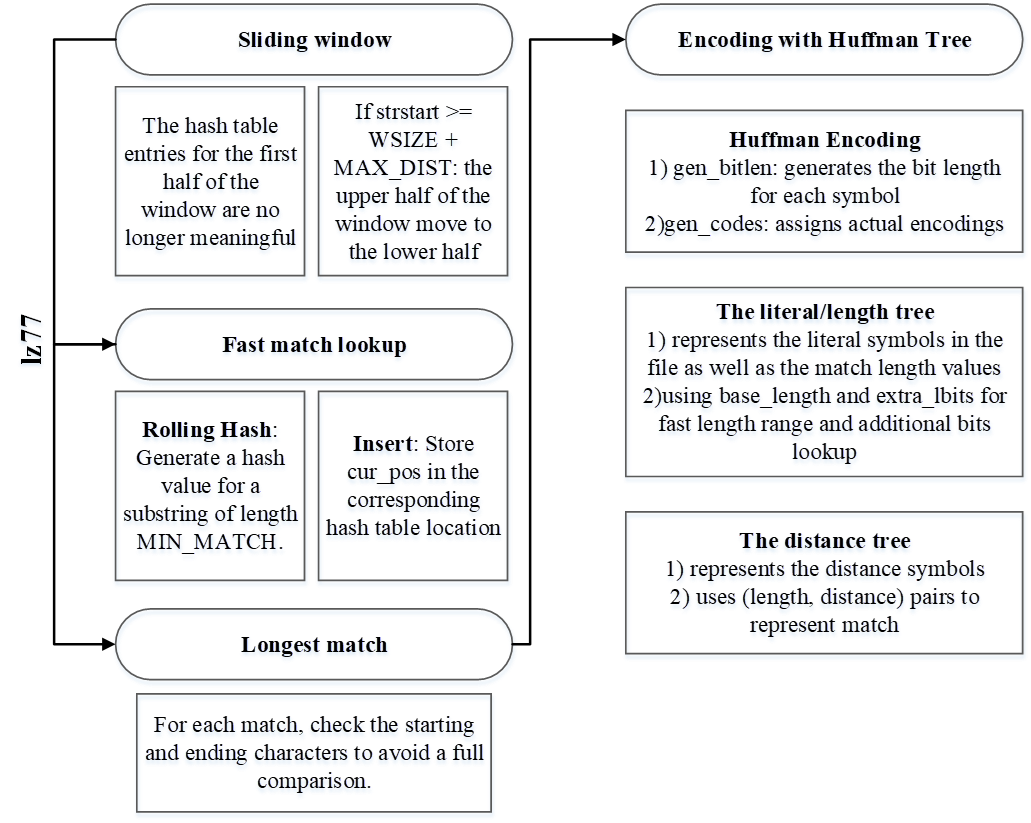 lz77
Sliding window
The hash table
entries for the first
half of the
window are no
longer meaningful
If strstart >=
WSIZE +
MAX_DIST: the
upper half of the
window move to
the lower half
Fast match lookup
Rolling Hash:
Generate a hash
value for a
substring of length
MIN_MATCH.
Insert: Store
cur_pos in the
corresponding
hash table location
Longest match
For each match, check the starting
and ending characters to avoid a full
comparison.
Encoding with Huffman Tree
Huffman Encoding
1) gen_bitlen: generates the bit length
for each symbol
2)gen_codes: assigns actual encodings
The literal/length tree
1) represents the literal symbols in the
file as well as the match length values
2)using base_length and extra_lbits for
fast length range and additional bits
lookup
The distance tree
1) represents the distance symbols
2) uses (length, distance) pairs to
represent match